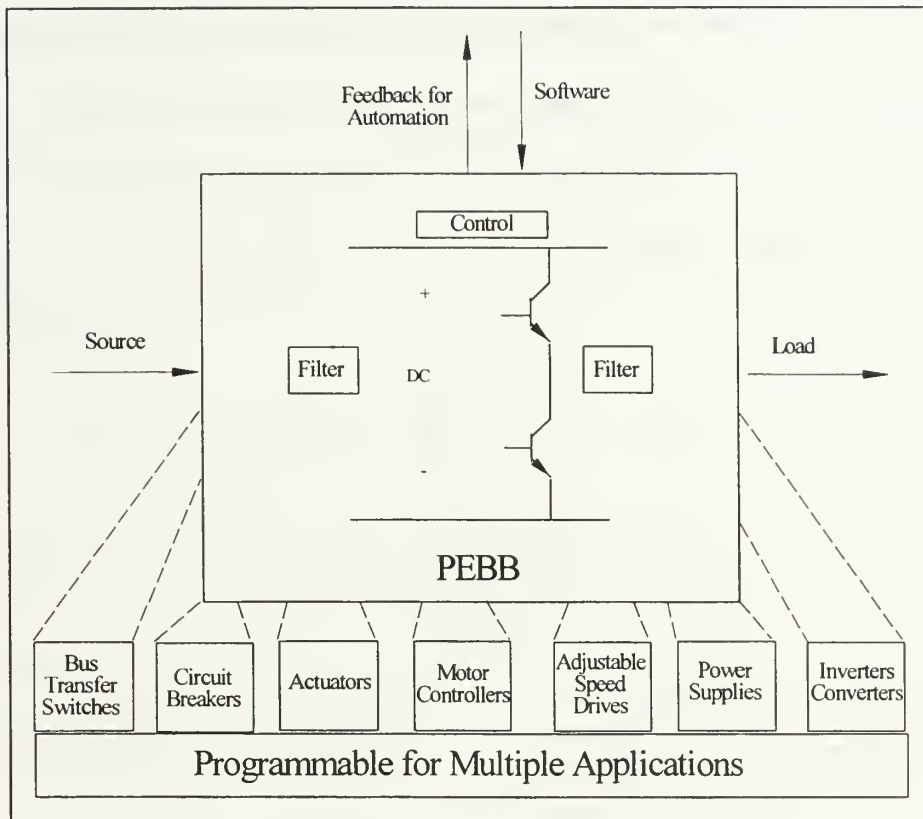 Feedback for
Automation
Software
Control
+
Source
Filter
DC
Filter
Load
-
PEBB
Bus
Transfer
Switches
Circuit
Breakers
Actuators
Motor
Controllers
Adjustable
Speed
Drives
Power
Supplies
Inverters
Converters
Programmable for Multiple Applications